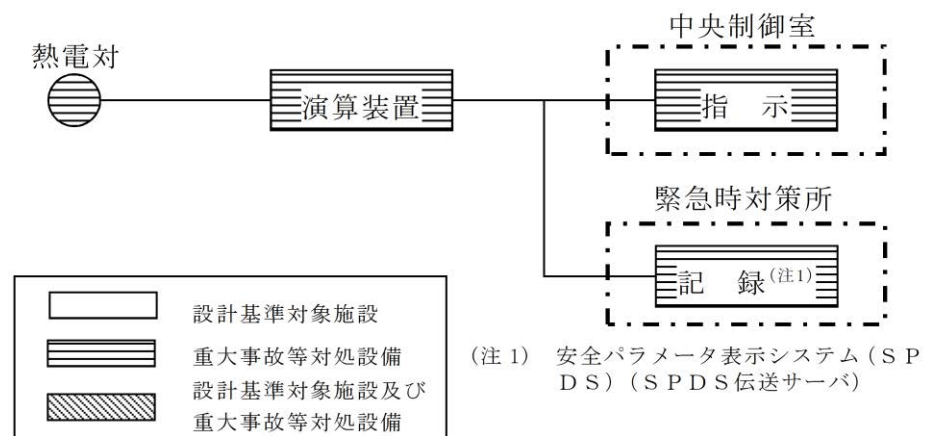 中央制御室
熱電対
演算装置
指　示
緊急時対策所
記　録(注1)
設計基準対象施設
重大事故等対処設備
設計基準対象施設及び
重大事故等対処設備
(注1)　安全パラメータ表示システム(ＳＰ
ＤＳ)(ＳＰＤＳ伝送サーバ)